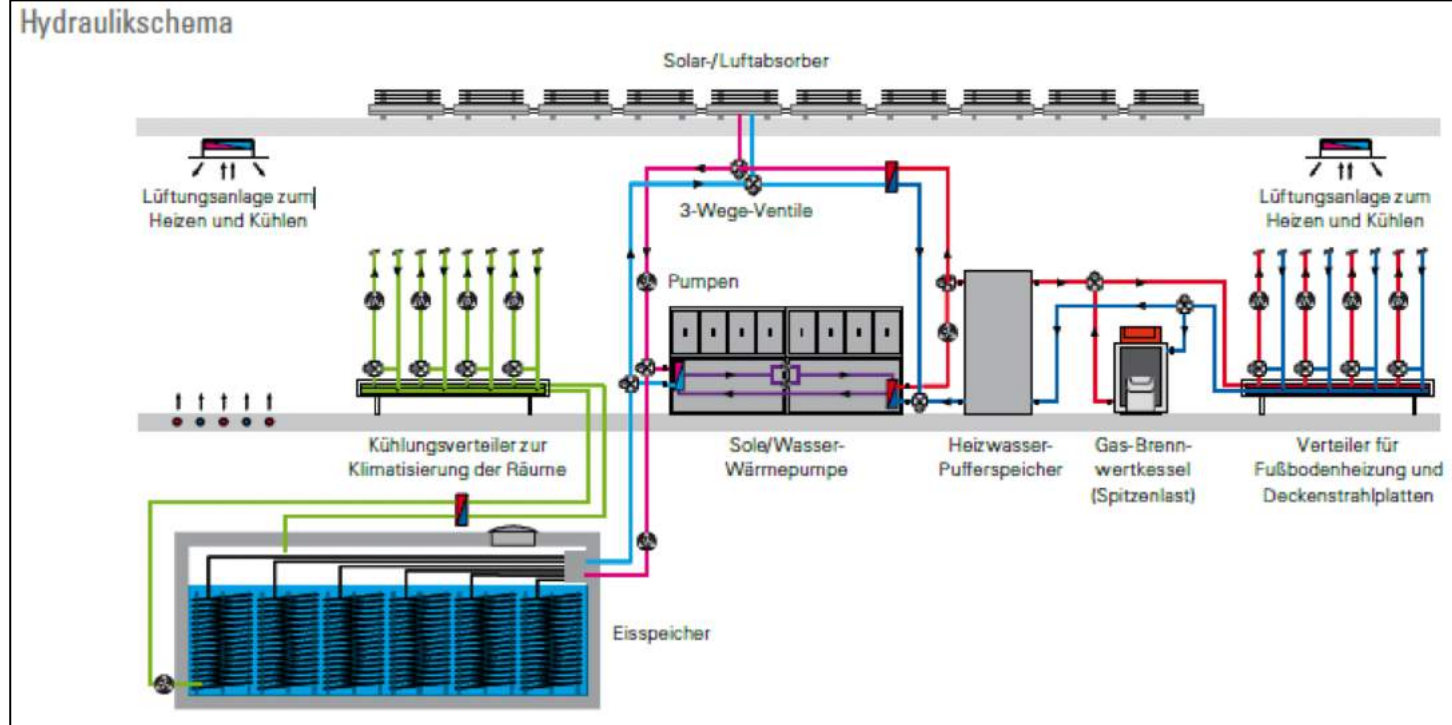 Hydraulikschema
Solar-/Luftabsorber
Lüftungsanlage zum
Heizen und Kühlen
3-Wege-Ventile
Lüftungsanlage zum
Heizen und Kühlen
Pumpen
Kühlungsverteiler zur
Klimatisierung der Räume
Sole/Wasser-
Wärmepumpe
Heizwasser-
Pufferspeicher
Gas-Brenn-
wertkessel
(Spitzenlast)
Verteiler für
Fußbodenheizung und
Deckenstrahlplatten
Eisspeicher